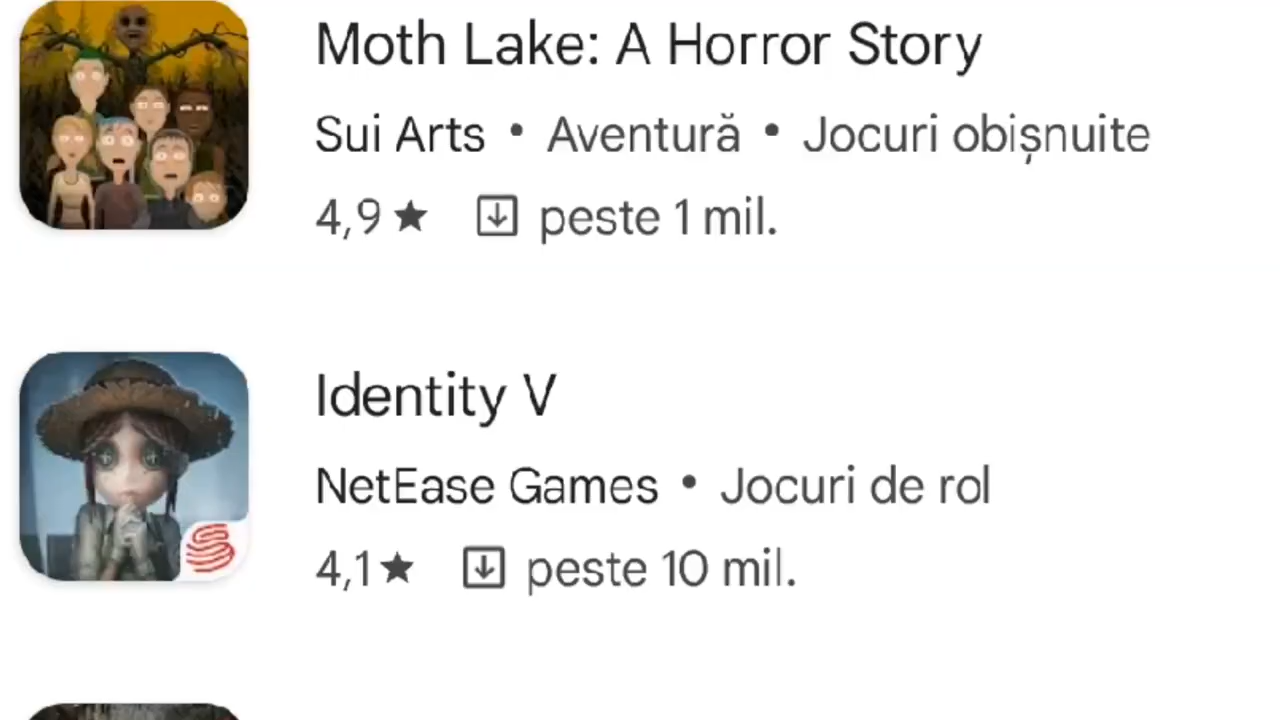 Moth Lake: A Horror Story
Sui Arts • Aventură • Jocuri obișnuite
4,9★ peste 1 mil.
Identity V
NetEase Games • Jocuri de rol
4,1★ peste 10 mil.